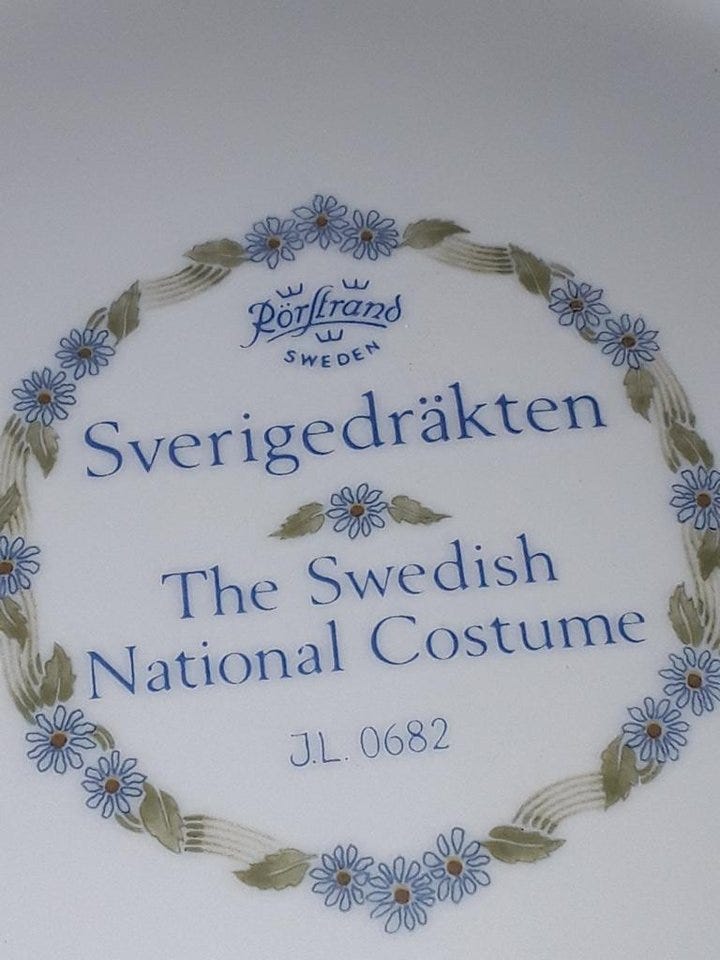 Rörstrand
SWEDEN
Sverigedräkten
The Swedish
National Costume
J.L. 0682